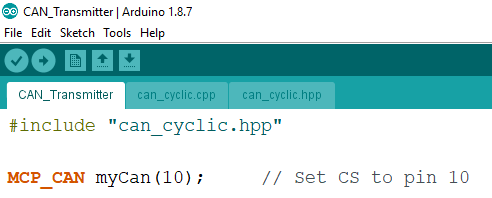 CAN_Transmitter | Arduino 1.8.7
File Edit Sketch Tools Help
CAN_Transmitter can_cyclic.cpp can_cyclic.hpp
#include "can_cyclic.hpp"
MCP_CAN myCan(10); // Set CS to pin 10